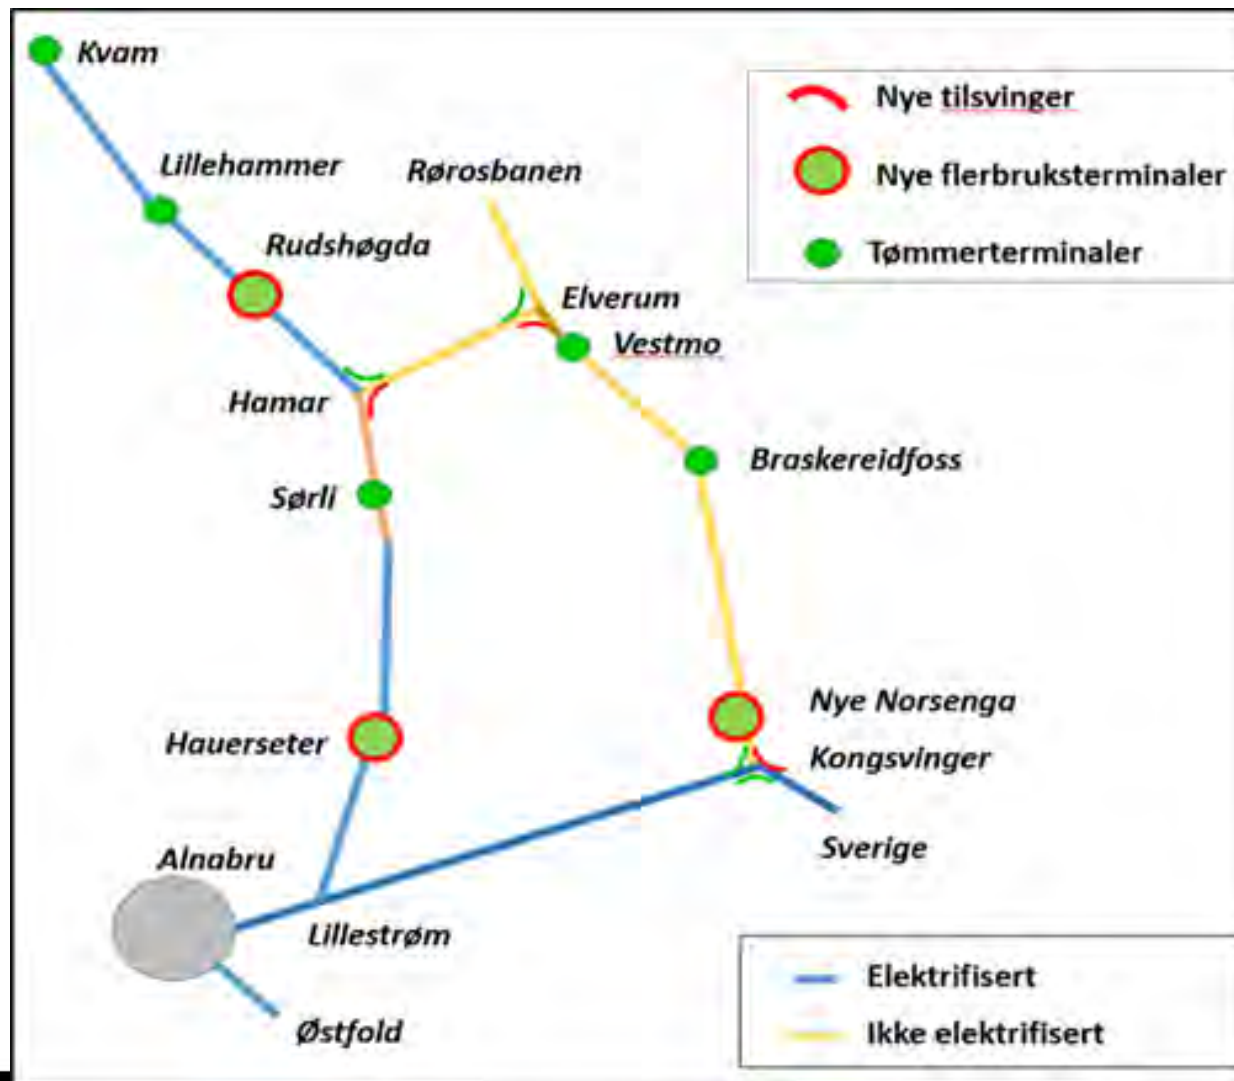 Kvam
Nye tilsvinger
Lillehammer
Rørosbanen
Nye flerbruksterminaler
Rudshøgda
Tømmerterminaler
Elverum
Vestmo
Hamar
Braskereidfoss
Sørli
Nye Norsenga
Hauerseter
Kongsvinger
Sverige
Alnabru
Lillestrøm
Elektrifisert
Østfold
Ikke elektrifisert